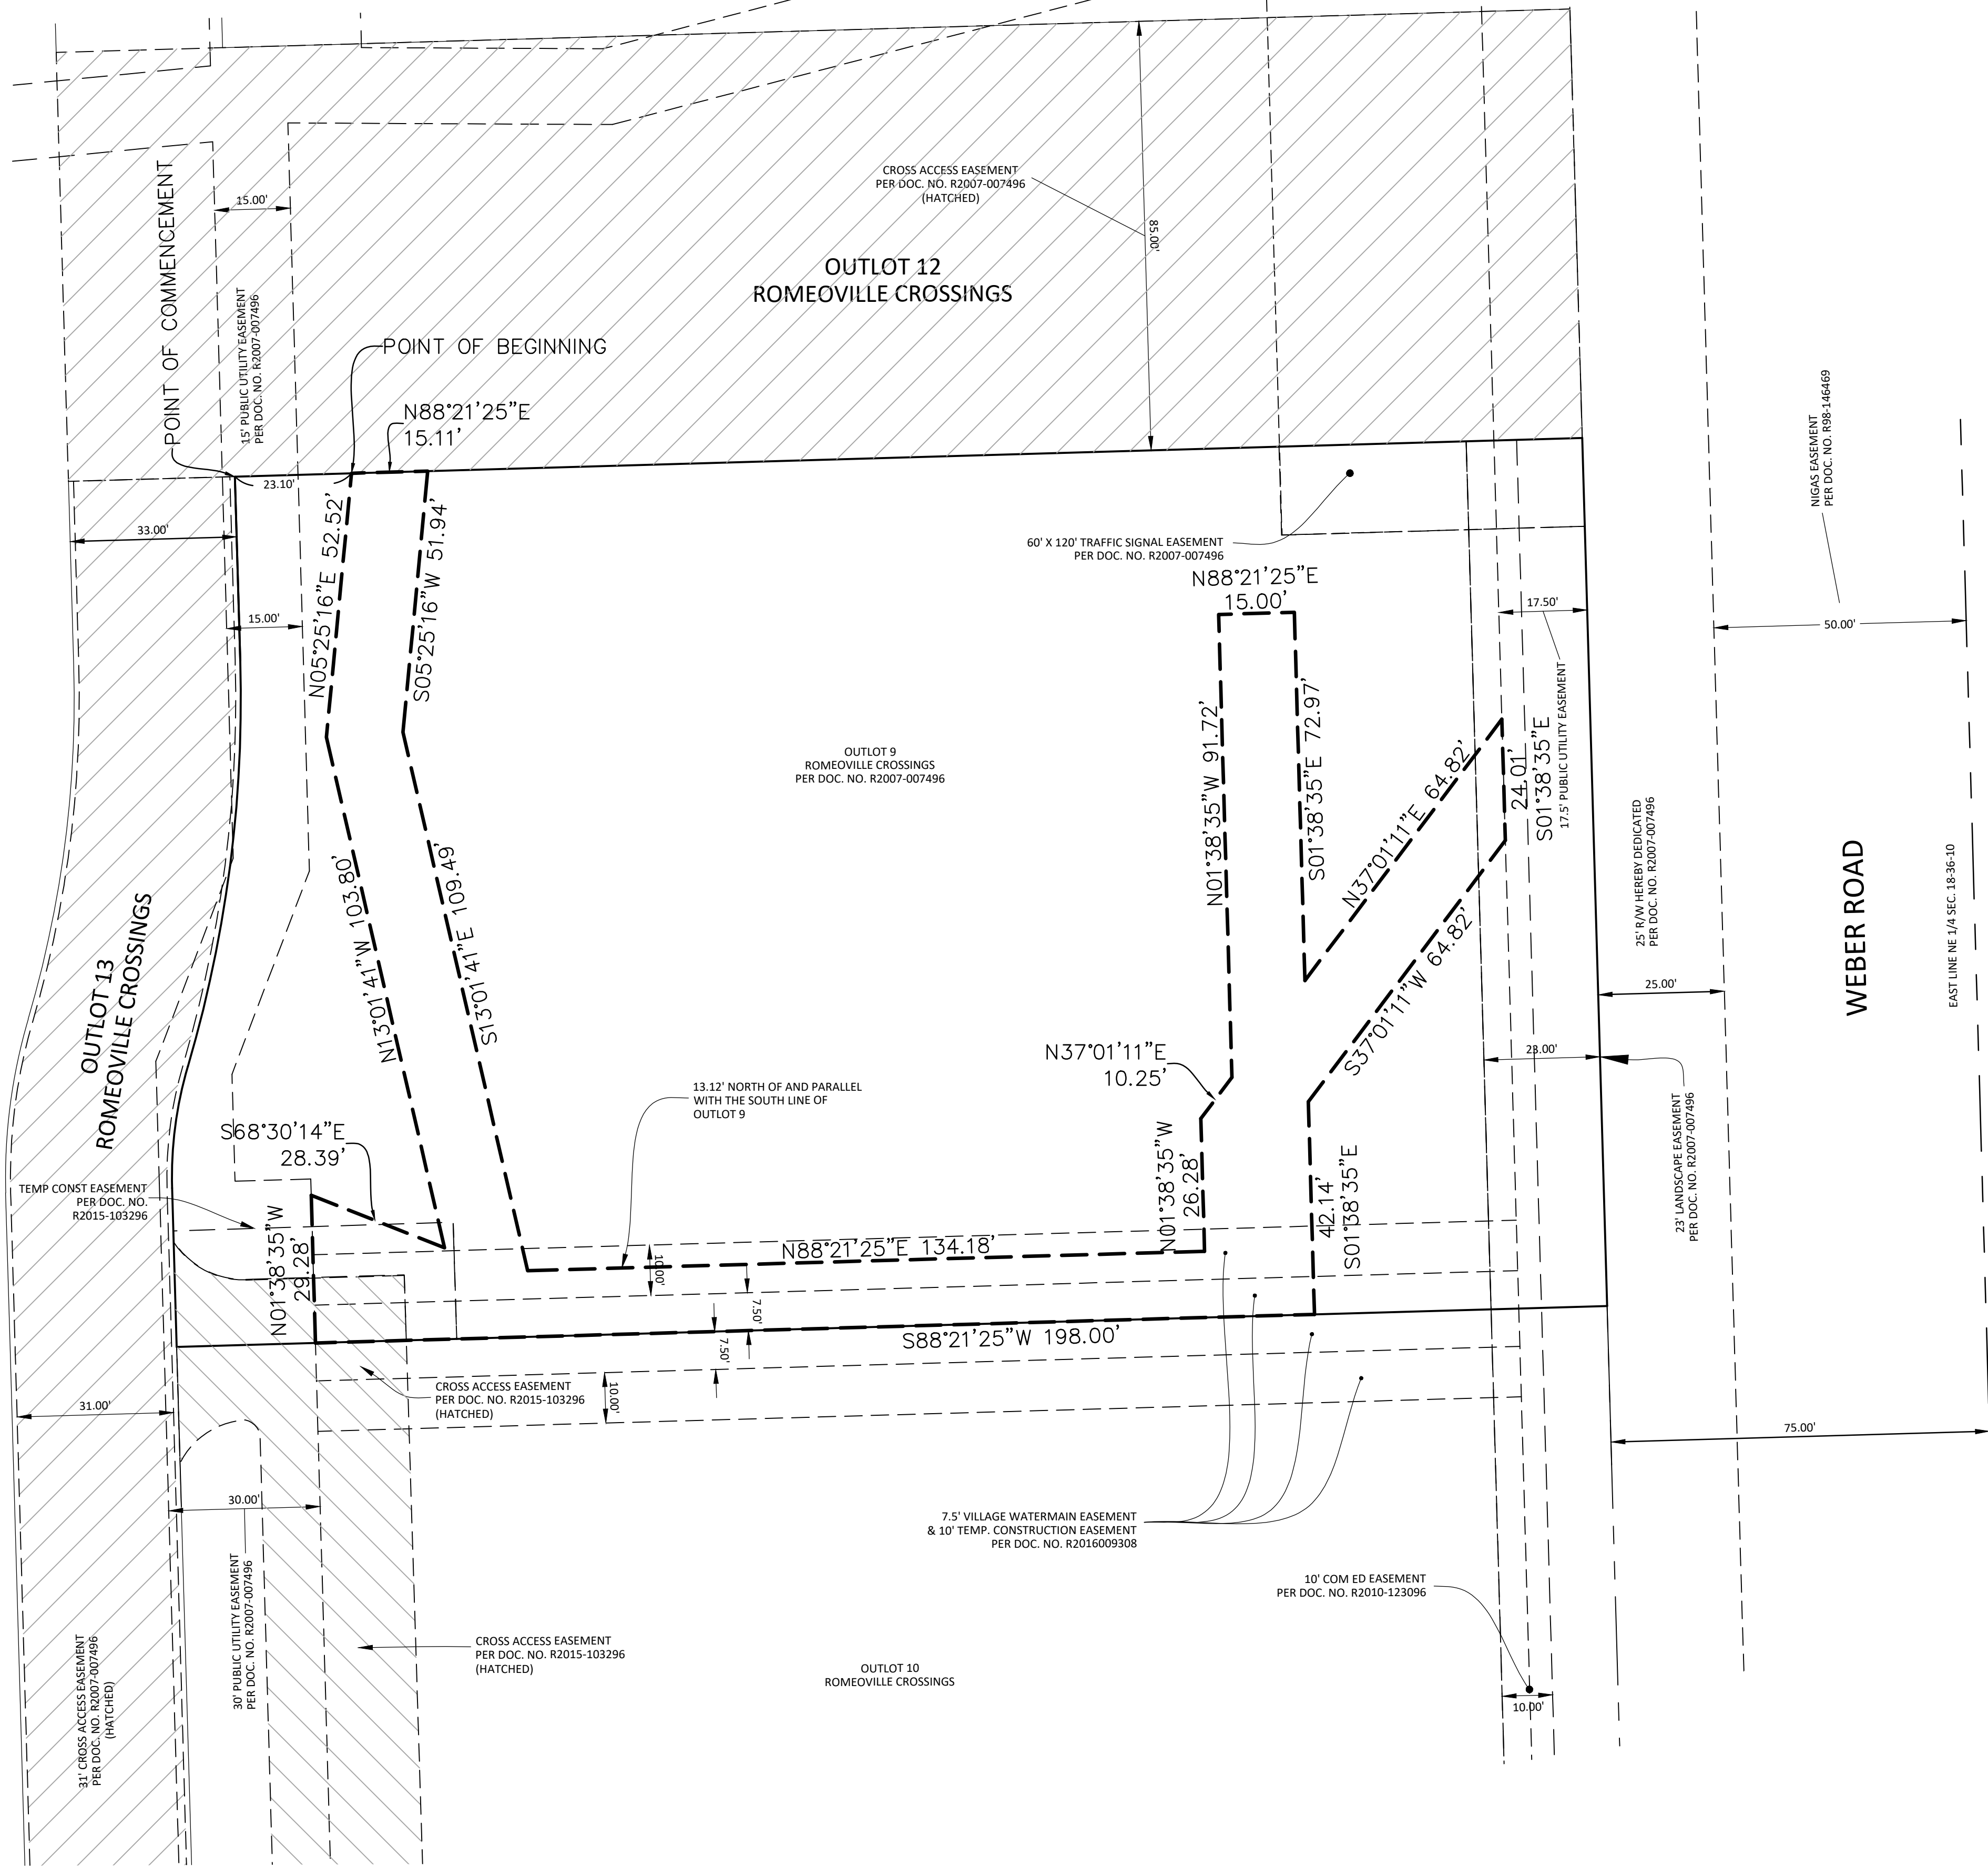 CROSS ACCESS EASEMENT
PER DOC. NO. R2007-007496
(HATCHED)
85.00'
OUTLOT 12
ROMEOVILLE CROSSINGS
POINT OF COMMENCEMENT
15.00'
15' PUBLIC UTILITY EASEMENT
PER DOC. NO. R2007-007496
POINT OF BEGINNING
N88°21'25"E
15.11'
23.10'
33.00'
15.00'
N05°25'16"E 52.52'
S05°25'16"W 51.94'
60' X 120' TRAFFIC SIGNAL EASEMENT
PER DOC. NO. R2007-007496
N88°21'25"E
15.00'
17.50'
17.5' PUBLIC UTILITY EASEMENT
NIGAS EASEMENT
PER DOC. NO. R98-146469
50.00'
OUTLOT 9
ROMEOVILLE CROSSINGS
PER DOC. NO. R2007-007496
N01°38'35"W 91.72'
S01°38'35"E 72.97'
N37°01'11"E 64.82'
24.01'
S01°38'35"E
S37°01'11"W 64.82'
25' R/W HEREBY DEDICATED
PER DOC. NO. R2007-007496
WEBER ROAD
EAST LINE 1/4 SEC. 18-36-10
25.00'
N13°01'41"W 103.80'
S13°01'41"E 109.49'
OUTLOT 13
ROMEOVILLE CROSSINGS
N37°01'11"E
10.25'
23.00'
13.12' NORTH OF AND PARALLEL
WITH THE SOUTH LINE OF
OUTLOT 9
S68°30'14"E
28.39'
TEMP CONST EASEMENT
PER DOC. NO.
R2015-103296
N01°38'35"W
29.28'
N01°38'35"W
26.28'
42.14'
S01°38'35"E
23' LANDSCAPE EASEMENT
PER DOC. NO. R2007-007496
N88°21'25"E 134.18'
10.00'
7.50'
7.50'
S88°21'25"W 198.00'
CROSS ACCESS EASEMENT
PER DOC. NO. R2015-103296
(HATCHED)
10.00'
31.00'
75.00'
30.00'
30' PUBLIC UTILITY EASEMENT
PER DOC. NO. R2007-007496
7.5' VILLAGE WATERMAIN EASEMENT
& 10' TEMP. CONSTRUCTION EASEMENT
PER DOC. NO. R2016009308
10' COM ED EASEMENT
PER DOC. NO. R2010-123096
CROSS ACCESS EASEMENT
PER DOC. NO. R2015-103296
(HATCHED)
OUTLOT 10
ROMEOVILLE CROSSINGS
31' CROSS ACCESS EASEMENT
PER DOC. NO. R2007-007496
(HATCHED)
10.00'